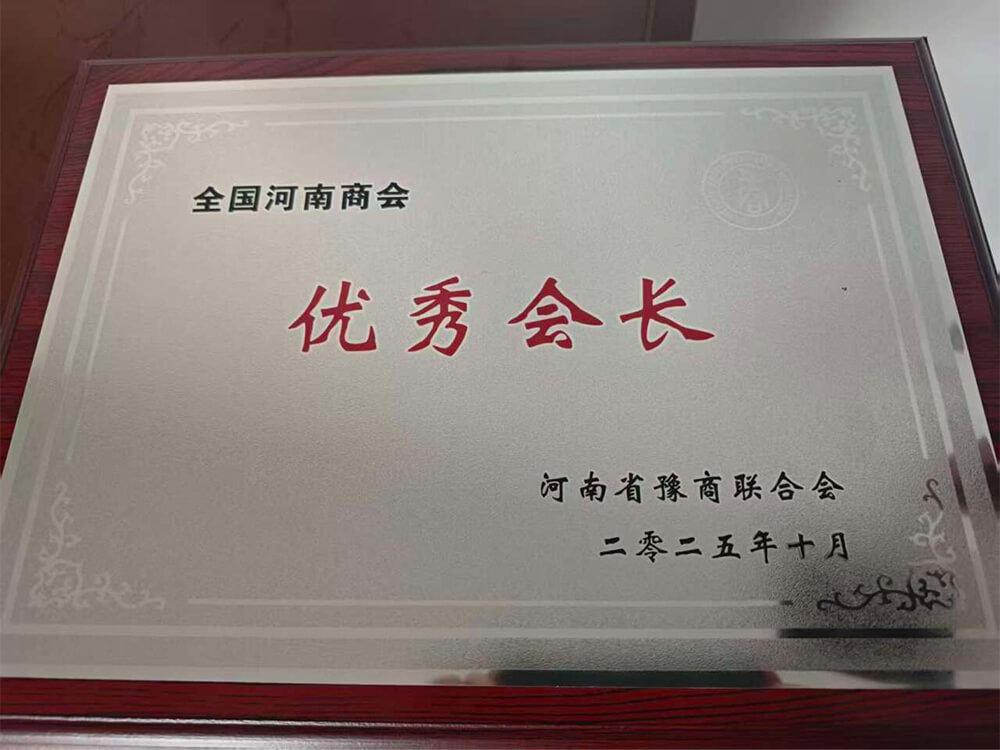 全国河南商会
优秀会长
河南省豫商联合会
二零二五年十月